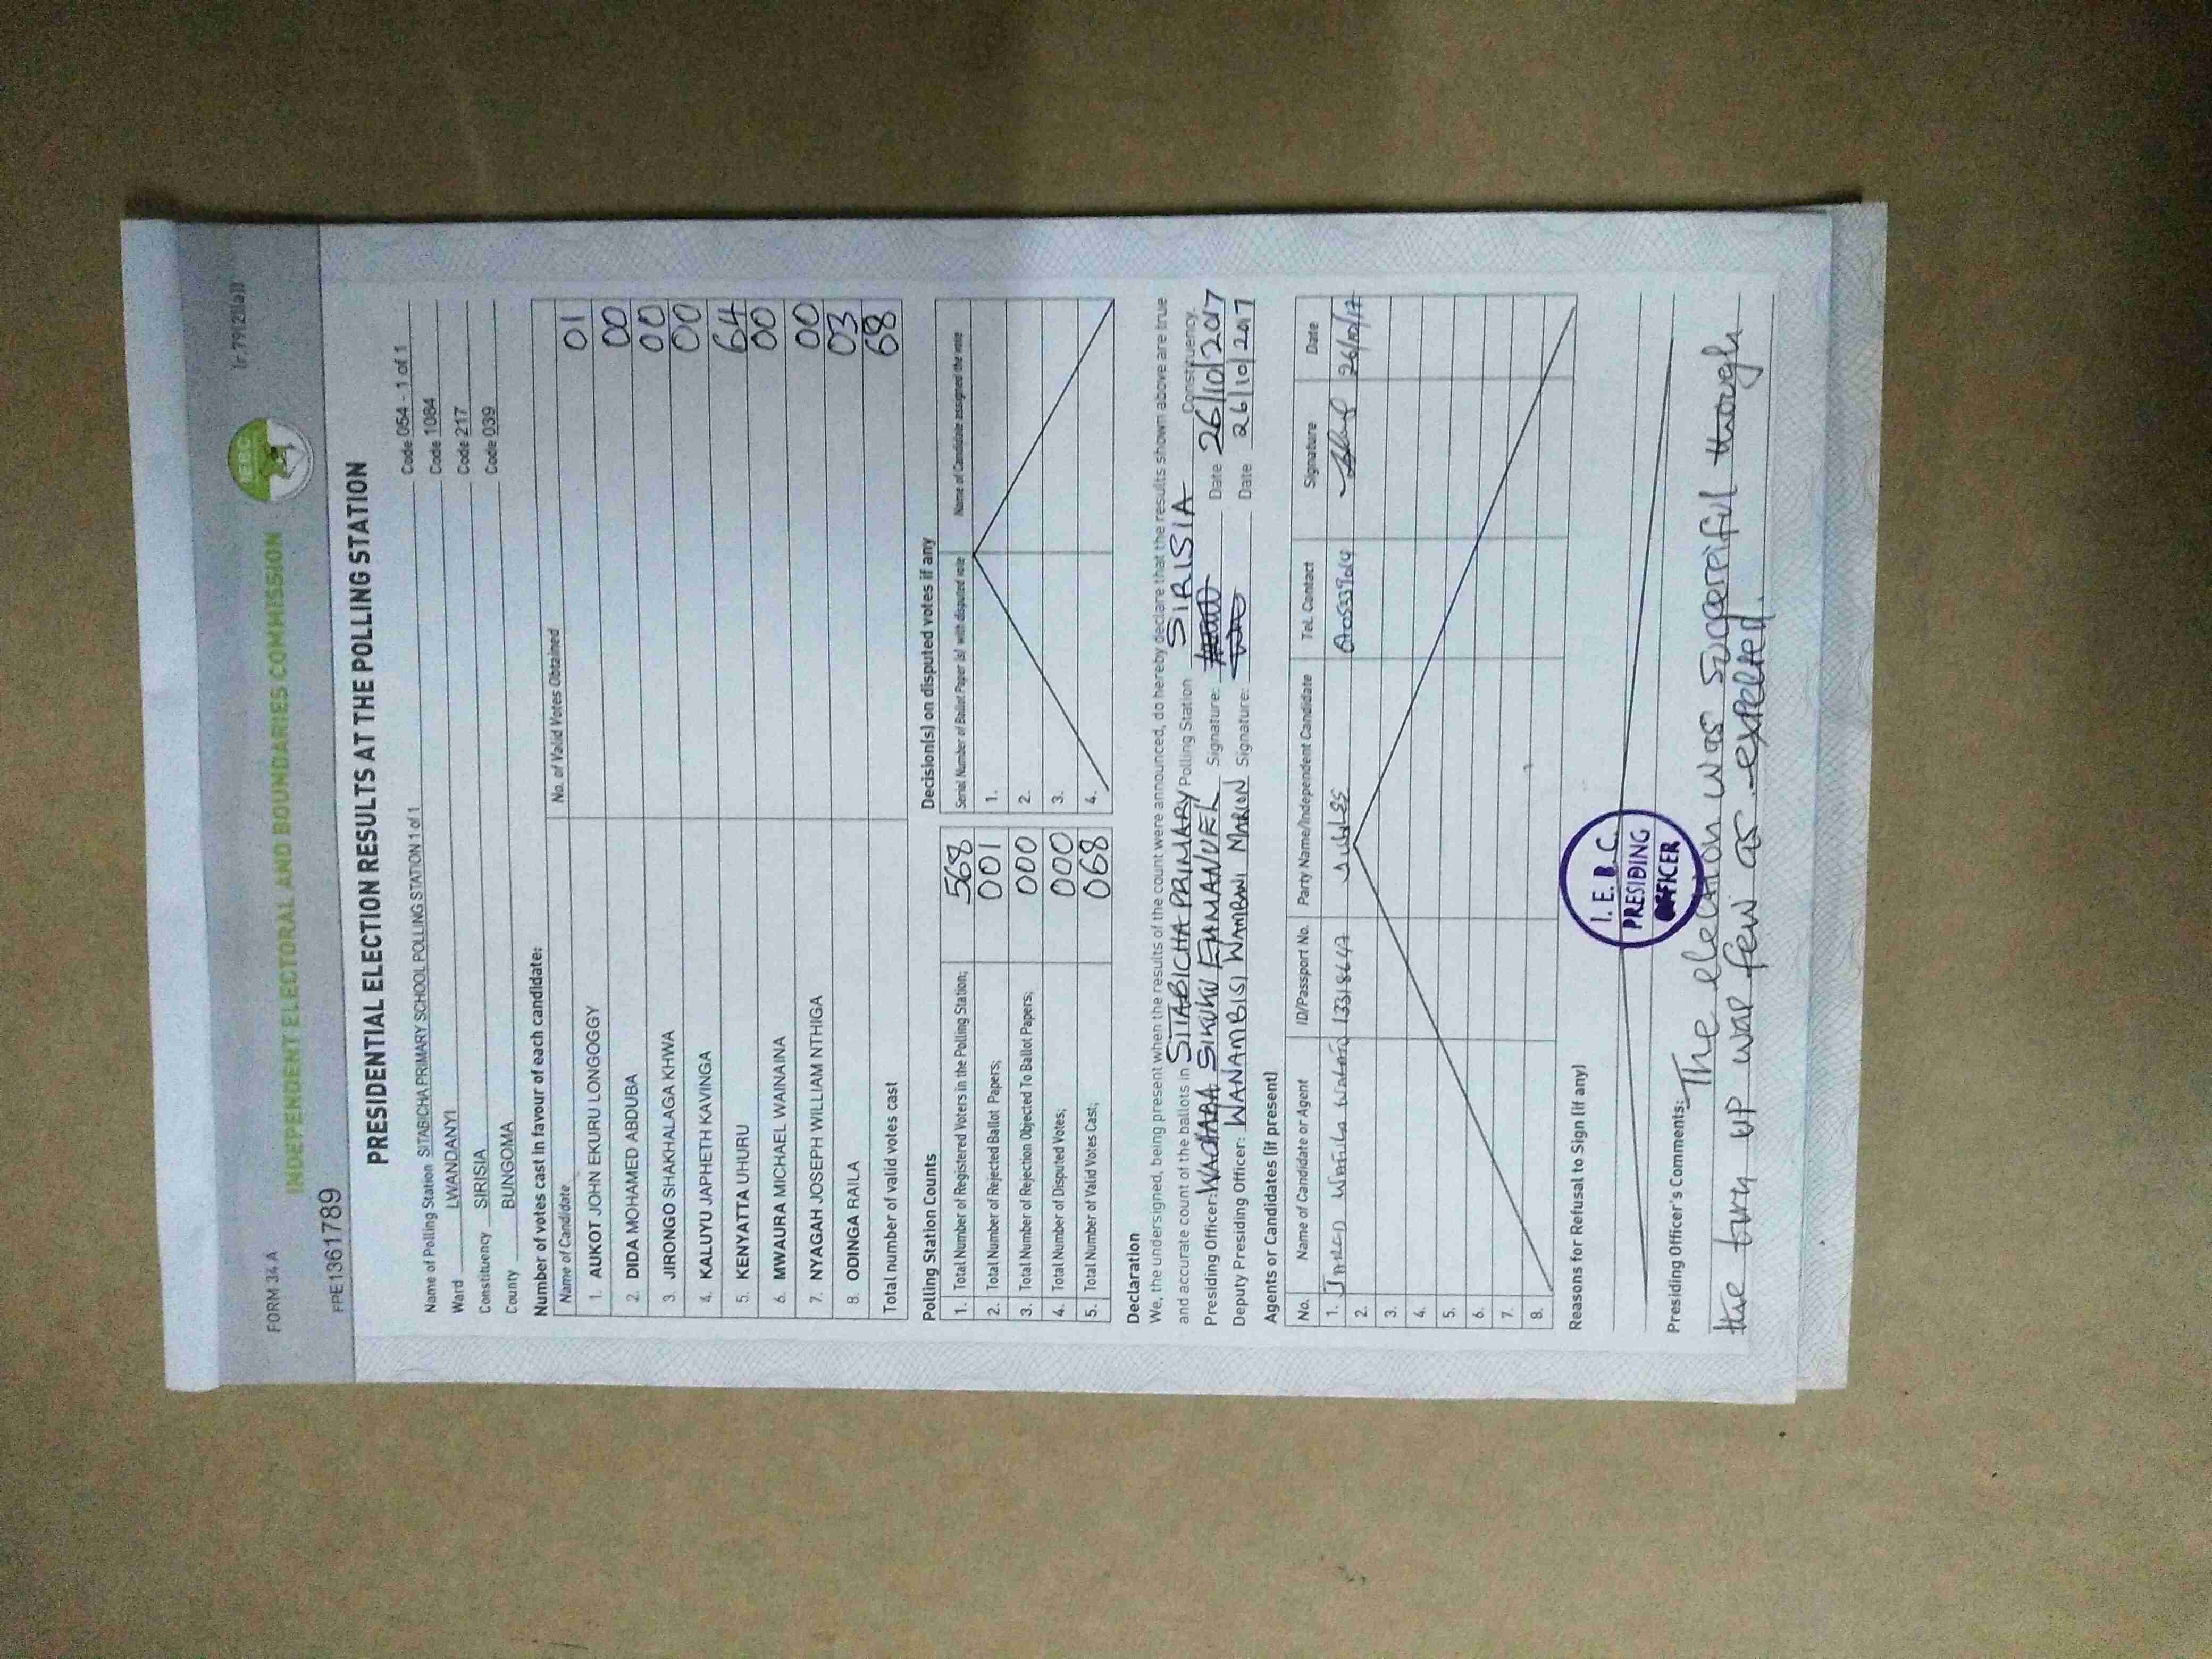 FORM 34 A
INDEPENDENT ELECTORAL AND BOUNDARIES COMMISSION
IEBC
FPE1361789
PRESIDENTIAL ELECTION RESULTS AT THE POLLING STATION
Name of Polling Station SITABICHA PRIMARY SCHOOL POLLING STATION 1 of 1 Code 054 - 1 of 1
Ward LWANDANYI Code 1084
Constituency SIRISIA Code 217
County BUNGOMA Code 039
Number of votes cast in favour of each candidate:
Name of Candidate No. of Valid Votes Obtained
1. AUKOT JOHN EKURU LONGOGGY 01
2. DIDA MOHAMED ABDUBA 00
3. JIRONGO SHAKHALAGA KHWA 00
4. KALUYU JAPHETH KAVINGA 00
5. KENYATTA UHURU 64
6. MWAURA MICHAEL WAINAINA 00
7. NYAGAH JOSEPH WILLIAM NTHIGA 00
8. ODINGA RAILA 03
Total number of valid votes cast 68
Polling Station Counts
1. Total Number of Registered Voters in the Polling Station; 568
2. Total Number of Rejected Ballot Papers; 001
3. Total Number of Rejection Objected To Ballot Papers; 000
4. Total Number of Disputed Votes; 000
5. Total Number of Valid Votes Cast; 068
Decision(s) on disputed votes if any
Serial Number of Ballot Paper (s) with disputed vote Name of Candidate assigned the vote
1.
2.
3.
4.
Declaration
We, the undersigned, being present when the results of the count were announced, do hereby declare that the results shown above are true
and accurate count of the ballots in SITABICHA PRIMARY Polling Station SIRISIA Constituency.
Presiding Officer: SIKUKU EMMANUEL Signature: Date 26/10/2017
Deputy Presiding Officer: WANAMBISI WAMBANI MARION Signature: Date 26/10/2017
Agents or Candidates (if present)
No. Name of Candidate or Agent ID/Passport No. Party Name/Independent Candidate Tel. Contact Signature Date
1. JARED Wafula 26/10/17
2.
3.
4.
5.
6.
7.
8.
Reasons for Refusal to Sign (if any)
I.E.B.C.
PRESIDING
OFFICER
Presiding Officer's Comments: The election was successful though
the turn up was few as expected.